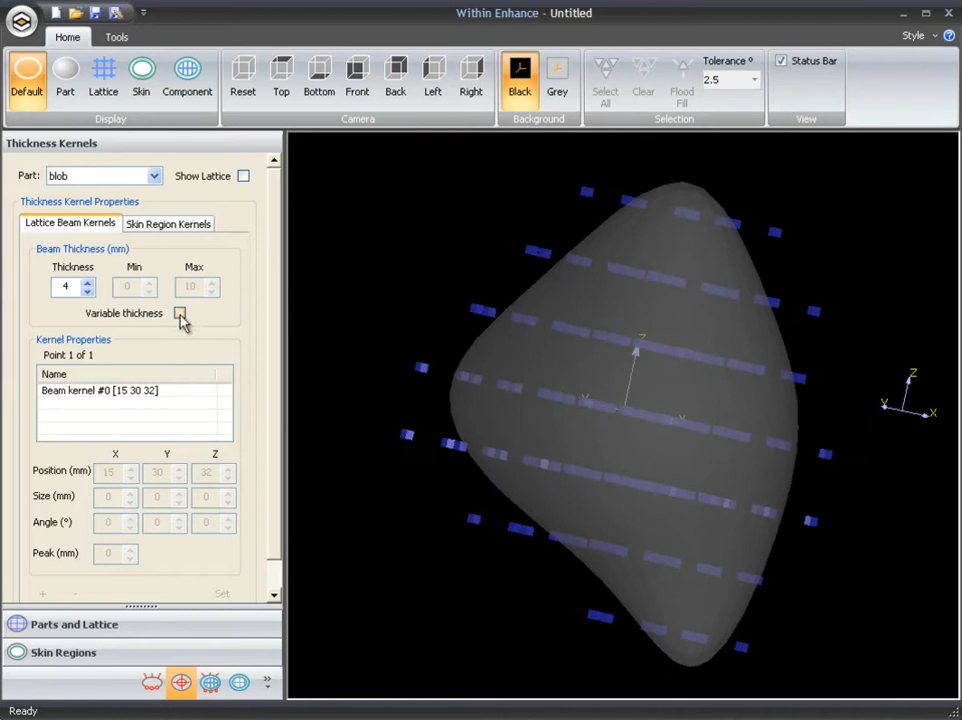 Within Enhance - Untitled
Home
Tools
Style
Default
Part
Lattice
Skin
Component
Reset
Top
Bottom
Front
Back
Left
Right
Black
Grey
Select All
Clear
Flood Fill
Tolerance º
2.5
Status Bar
Display
Camera
Background
Selection
View
Thickness Kernels
Part: blob Show Lattice
Thickness Kernel Properties
Lattice Beam Kernels
Skin Region Kernels
Beam Thickness (mm)
Thickness Min Max
4 0 10
Variable thickness
Kernel Properties
Point 1 of 1
Name
Beam kernel #0 [15 30 32]
X Y Z
Position (mm) 15 30 32
Size (mm) 0 0 0
Angle (°) 0 0 0
Peak (mm) 0
+ - Set
Parts and Lattice
Skin Regions
»
Ready
Z
Y
Y
Z
Y
X